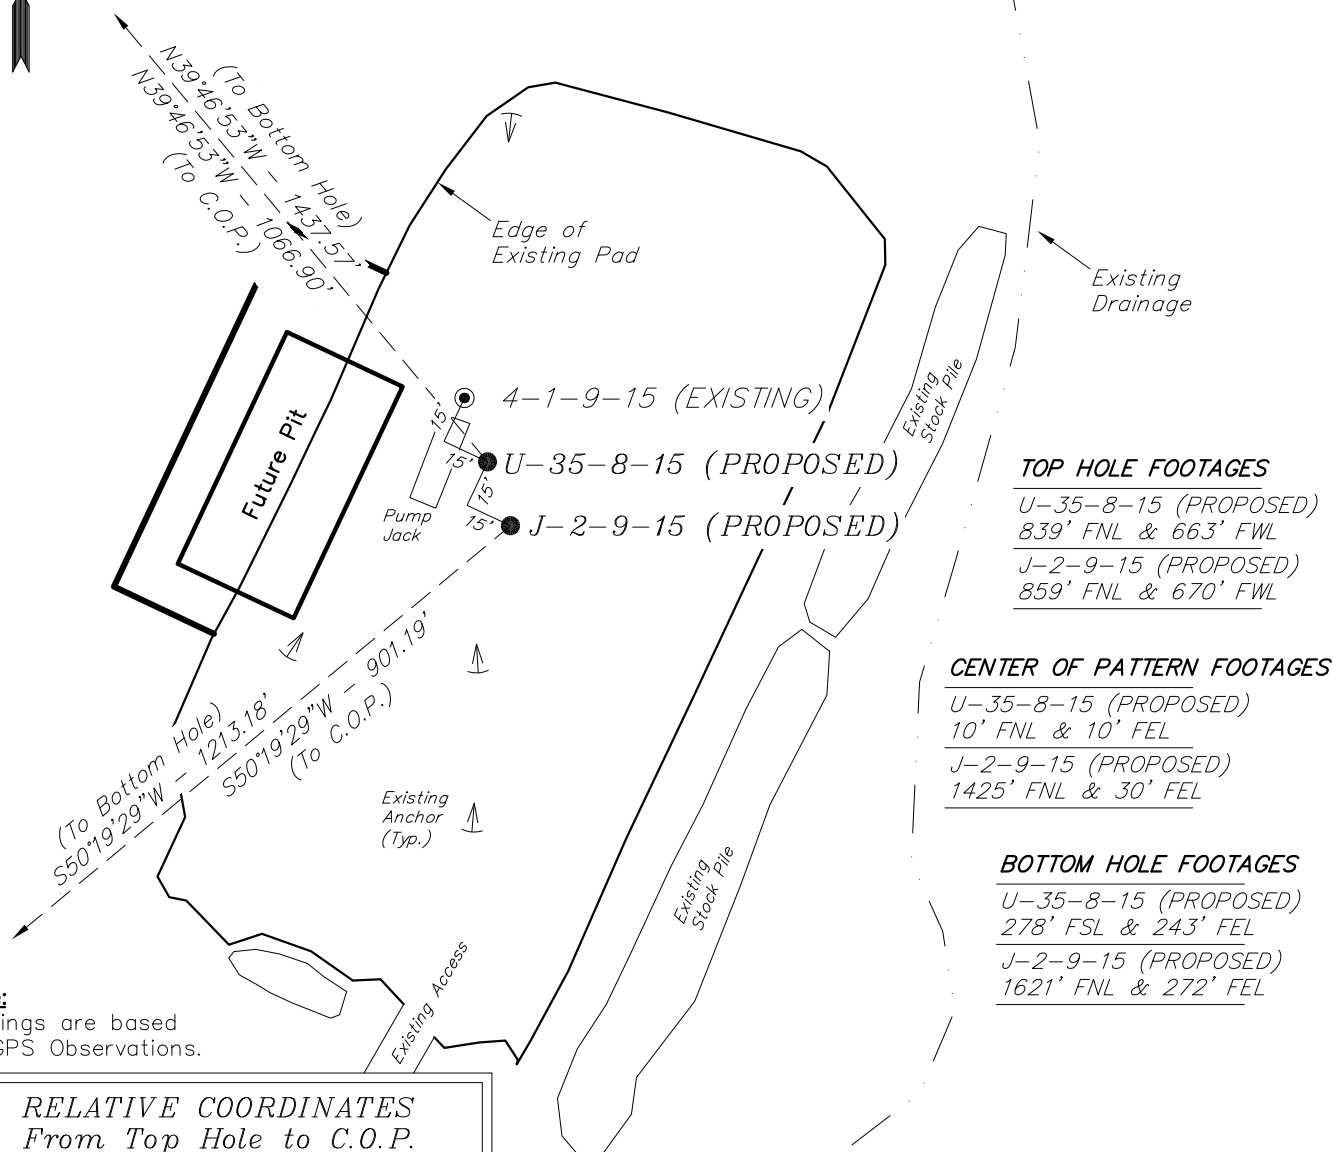 (To Bottom Hole)
N39°46'53"W - 1437.57'
N39°46'53"W - 1066.90'
(To C.O.P.)
Edge of
Existing Pad
Existing
Drainage
Existing
Stock Pile
Future Pit
15'
4-1-9-15 (EXISTING)
15'
U-35-8-15 (PROPOSED)
15'
15'
J-2-9-15 (PROPOSED)
Pump
Jack
TOP HOLE FOOTAGES
U-35-8-15 (PROPOSED)
839' FNL & 663' FWL
J-2-9-15 (PROPOSED)
859' FNL & 670' FWL
CENTER OF PATTERN FOOTAGES
U-35-8-15 (PROPOSED)
10' FNL & 10' FEL
J-2-9-15 (PROPOSED)
1425' FNL & 30' FEL
BOTTOM HOLE FOOTAGES
U-35-8-15 (PROPOSED)
278' FSL & 243' FEL
J-2-9-15 (PROPOSED)
1621' FNL & 272' FEL
(To Bottom Hole)
S50°19'29"W - 1213.18'
S50°19'29"W - 901.19'
(To C.O.P.)
Existing
Anchor
(Typ.)
Existing
Stock Pile
Existing Access
ings are based
GPS Observations.
RELATIVE COORDINATES
From Top Hole to C.O.P.